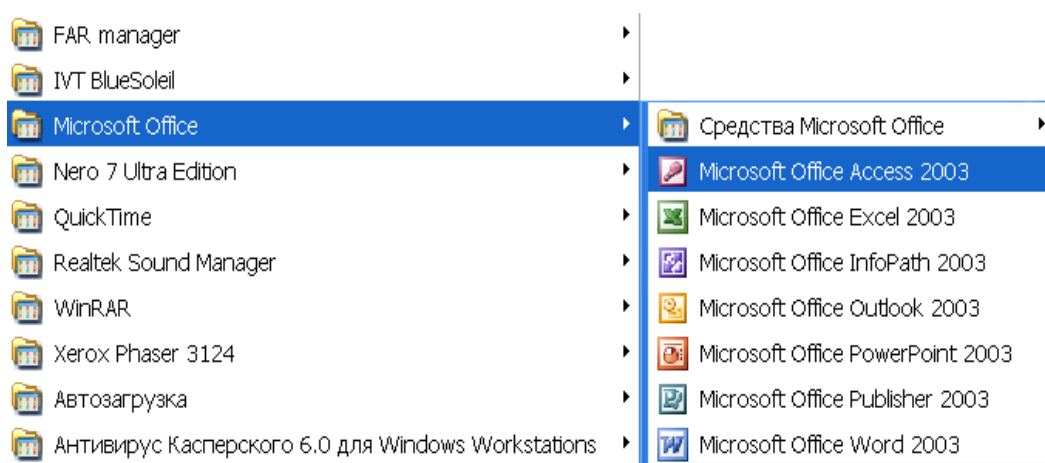 FAR manager
IVT BlueSoleil
Microsoft Office
Nero 7 Ultra Edition
QuickTime
Realtek Sound Manager
WinRAR
Xerox Phaser 3124
Автозагрузка
Антивирус Касперского 6.0 для Windows Workstations
Средства Microsoft Office
Microsoft Office Access 2003
Microsoft Office Excel 2003
Microsoft Office InfoPath 2003
Microsoft Office Outlook 2003
Microsoft Office PowerPoint 2003
Microsoft Office Publisher 2003
Microsoft Office Word 2003